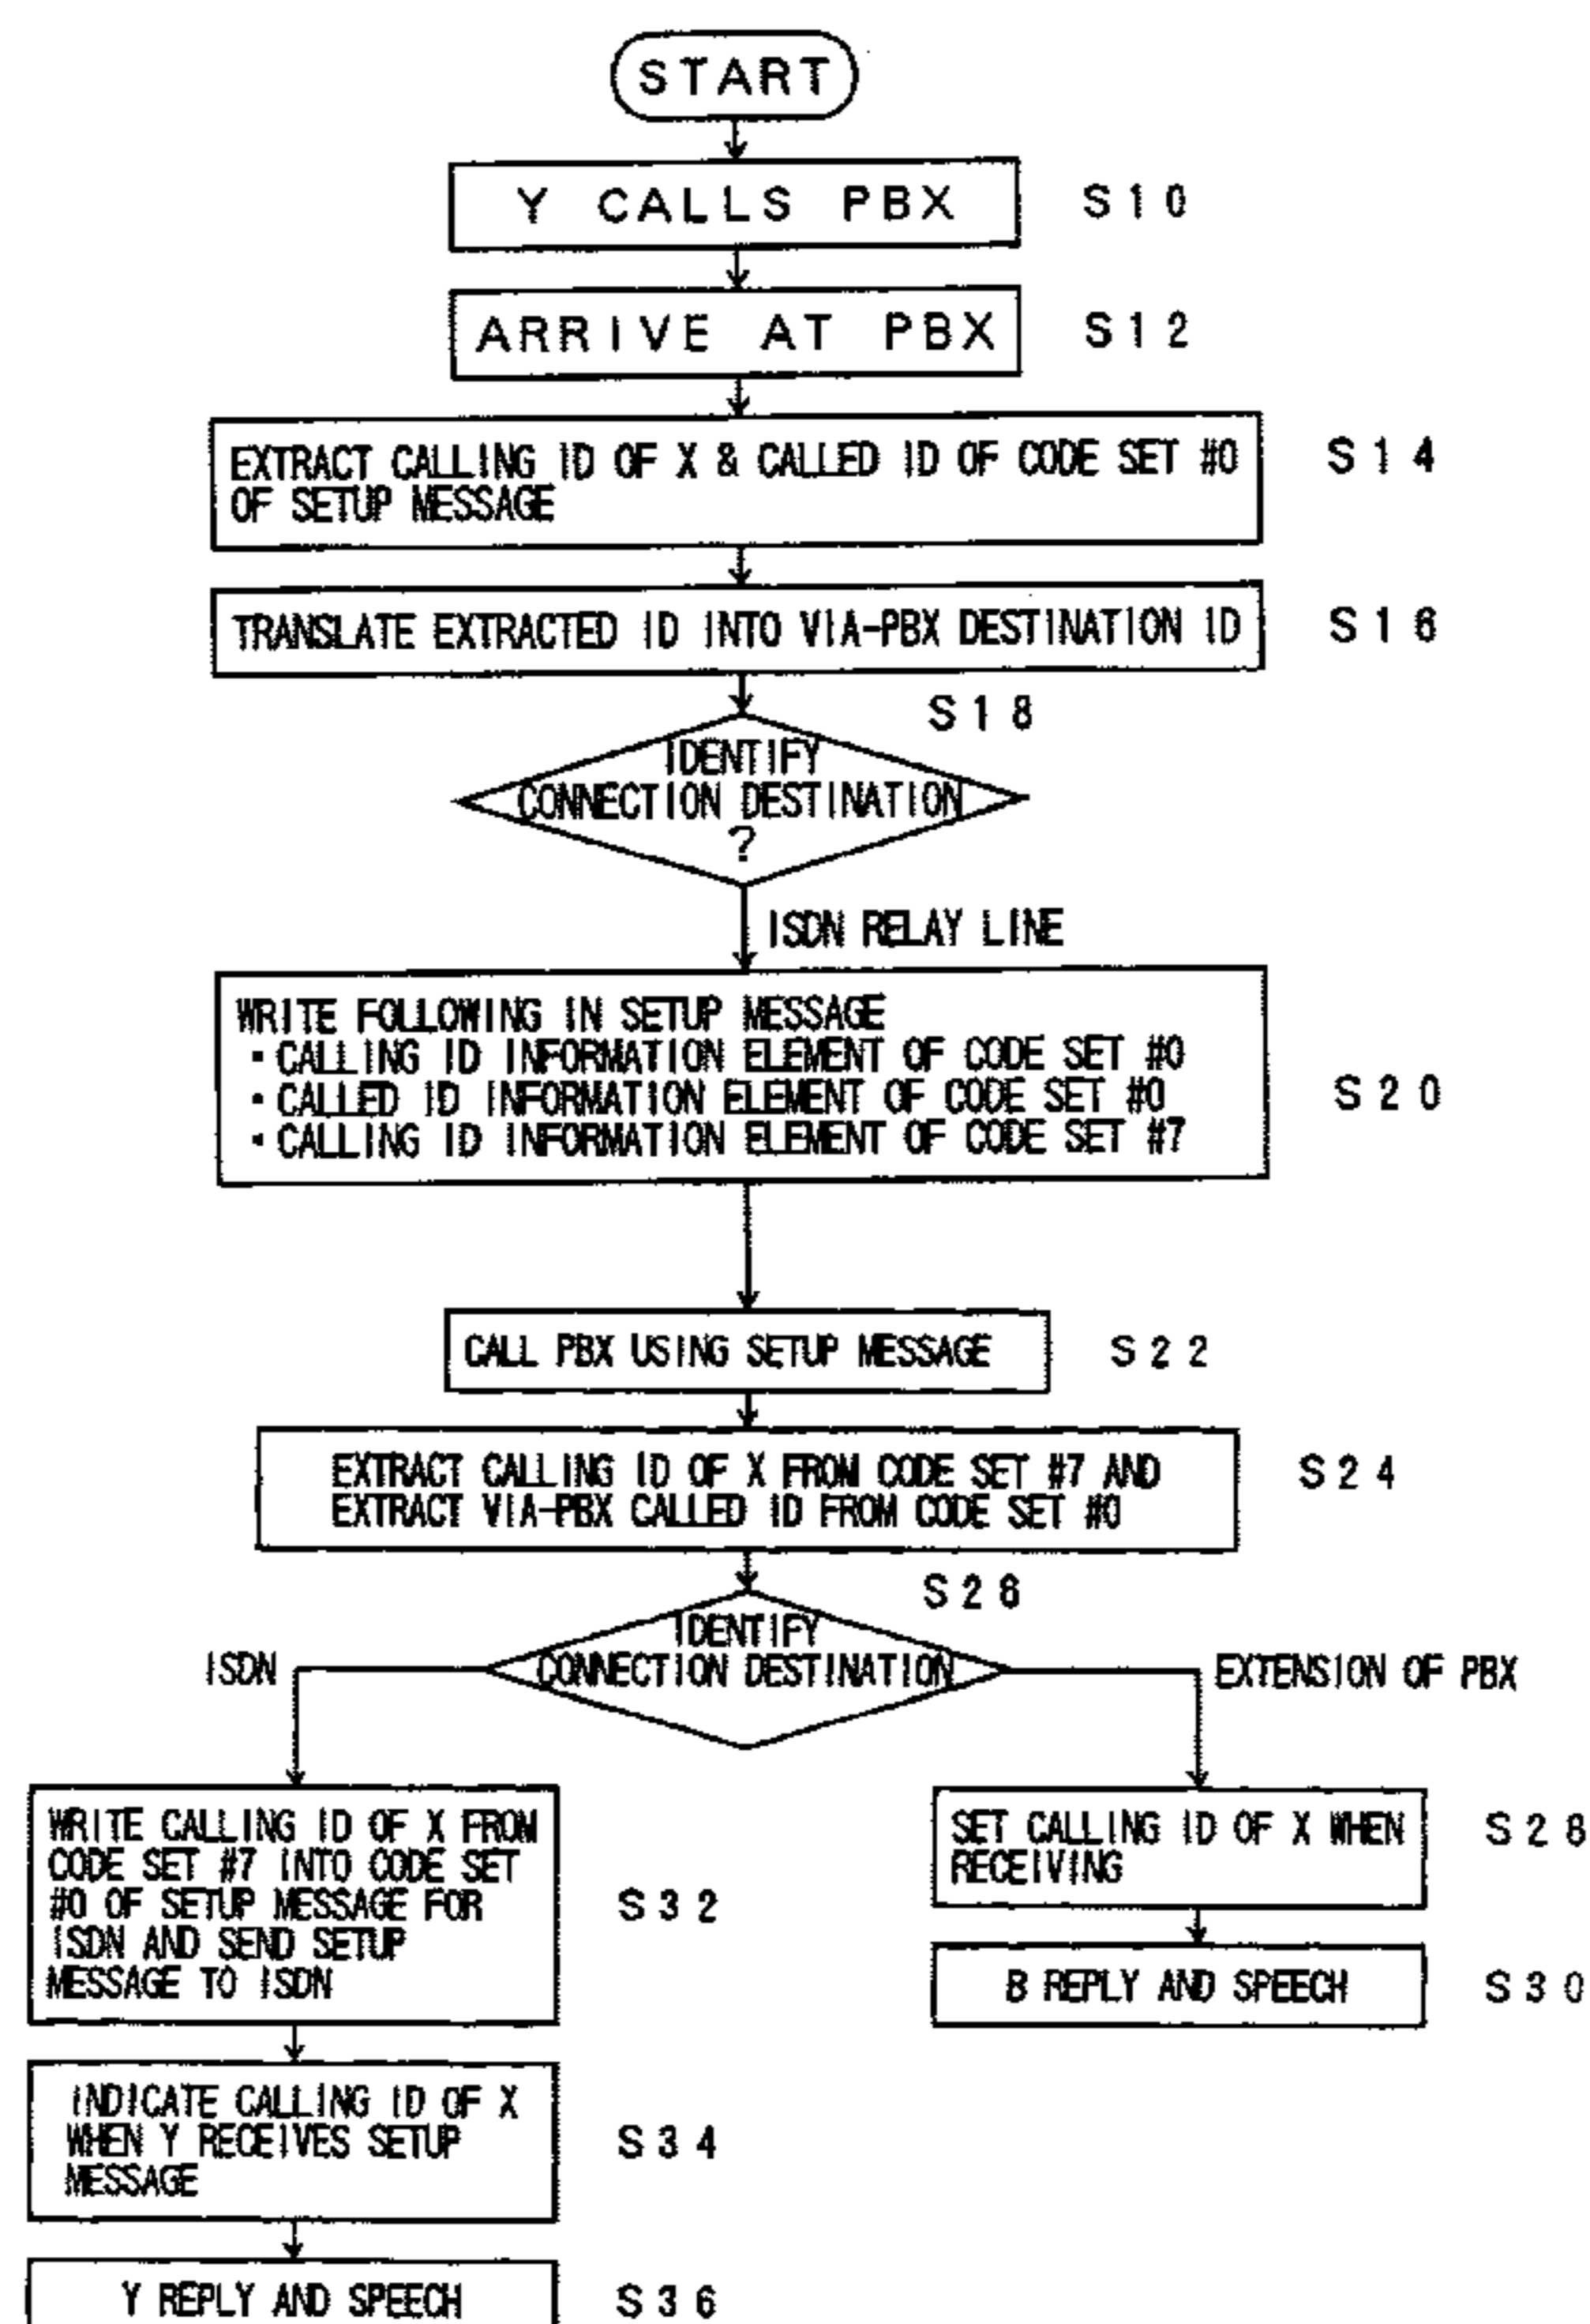 START
Y CALLS PBX S10
ARRIVE AT PBX S12
EXTRACT CALLING ID OF X & CALLED ID OF CODE SET #0 S14
OF SETUP MESSAGE
TRANSLATE EXTRACTED ID INTO VIA-PBX DESTINATION ID S16
S18
IDENTIFY
CONNECTION DESTINATION
?
ISDN RELAY LINE
WRITE FOLLOWING IN SETUP MESSAGE
・CALLING ID INFORMATION ELEMENT OF CODE SET #0
・CALLED ID INFORMATION ELEMENT OF CODE SET #0 S20
・CALLING ID INFORMATION ELEMENT OF CODE SET #7
CALL PBX USING SETUP MESSAGE S22
EXTRACT CALLING ID OF X FROM CODE SET #7 AND S24
EXTRACT VIA-PBX CALLED ID FROM CODE SET #0
S26
IDENTIFY
CONNECTION DESTINATION
ISDN
EXTENSION OF PBX
WRITE CALLING ID OF X FROM
CODE SET #7 INTO CODE SET
#0 OF SETUP MESSAGE FOR S32
ISDN AND SEND SETUP
MESSAGE TO ISDN
SET CALLING ID OF X WHEN S28
RECEIVING
B REPLY AND SPEECH S30
INDICATE CALLING ID OF X
WHEN Y RECEIVES SETUP S34
MESSAGE
Y REPLY AND SPEECH S36